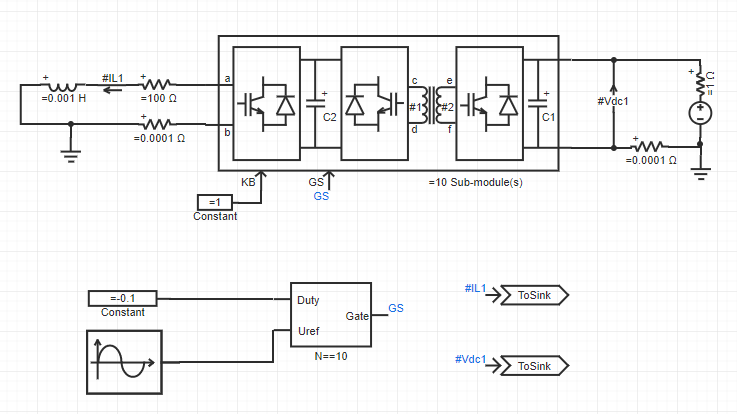 +
#IL1
+
=0.001 H
=100 Ω
+
=0.0001 Ω
a
b
+
C2
c
#1
d
e
#2
f
+
C1
#Vdc1
+
=1 Ω
+
=0.0001 Ω
KB
GS
GS
=10 Sub-module(s)
=1
Constant
=-0.1
Constant
Duty
Gate
Uref
GS
N==10
#IL1
ToSink
#Vdc1
ToSink